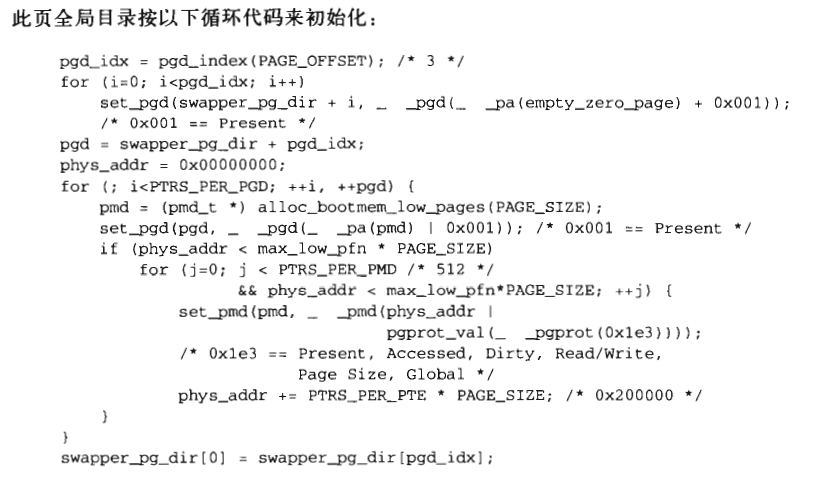 此页全局目录按以下循环代码来初始化：
pgd_idx = pgd_index(PAGE_OFFSET); /* 3 */
for (i=0; i<pgd_idx; i++)
    set_pgd(swapper_pg_dir + i, _ _pgd(_ _pa(empty_zero_page) + 0x001));
    /* 0x001 == Present */
pgd = swapper_pg_dir + pgd_idx;
phys_addr = 0x00000000;
for (; i<PTRS_PER_PGD; ++i, ++pgd) {
    pmd = (pmd_t *) alloc_bootmem_low_pages(PAGE_SIZE);
    set_pgd(pgd, _ _pgd(_ _pa(pmd) | 0x001)); /* 0x001 == Present */
    if (phys_addr < max_low_pfn * PAGE_SIZE)
        for (j=0; j < PTRS_PER_PMD /* 512 */
                  && phys_addr < max_low_pfn*PAGE_SIZE; ++j) {
            set_pmd(pmd, _ _pmd(phys_addr |
                                pgprot_val(_ _pgprot(0x1e3))));
            /* 0x1e3 == Present, Accessed, Dirty, Read/Write,
                        Page Size, Global */
            phys_addr += PTRS_PER_PTE * PAGE_SIZE; /* 0x200000 */
    }
}
swapper_pg_dir[0] = swapper_pg_dir[pgd_idx];